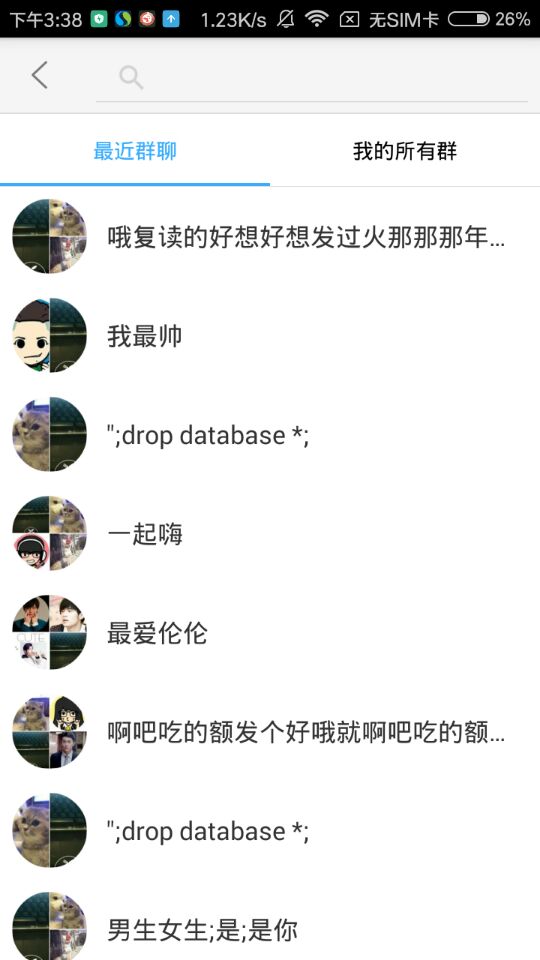 下午3:38 1.23K/s 无SIM卡 26%
最近群聊 我的所有群
哦复读的好想好想发过火那那那年...
我最帅
";drop database *;
一起嗨
最爱伦伦
啊吧吃的额发个好哦就啊吧吃的额...
";drop database *;
男生女生;是;是你